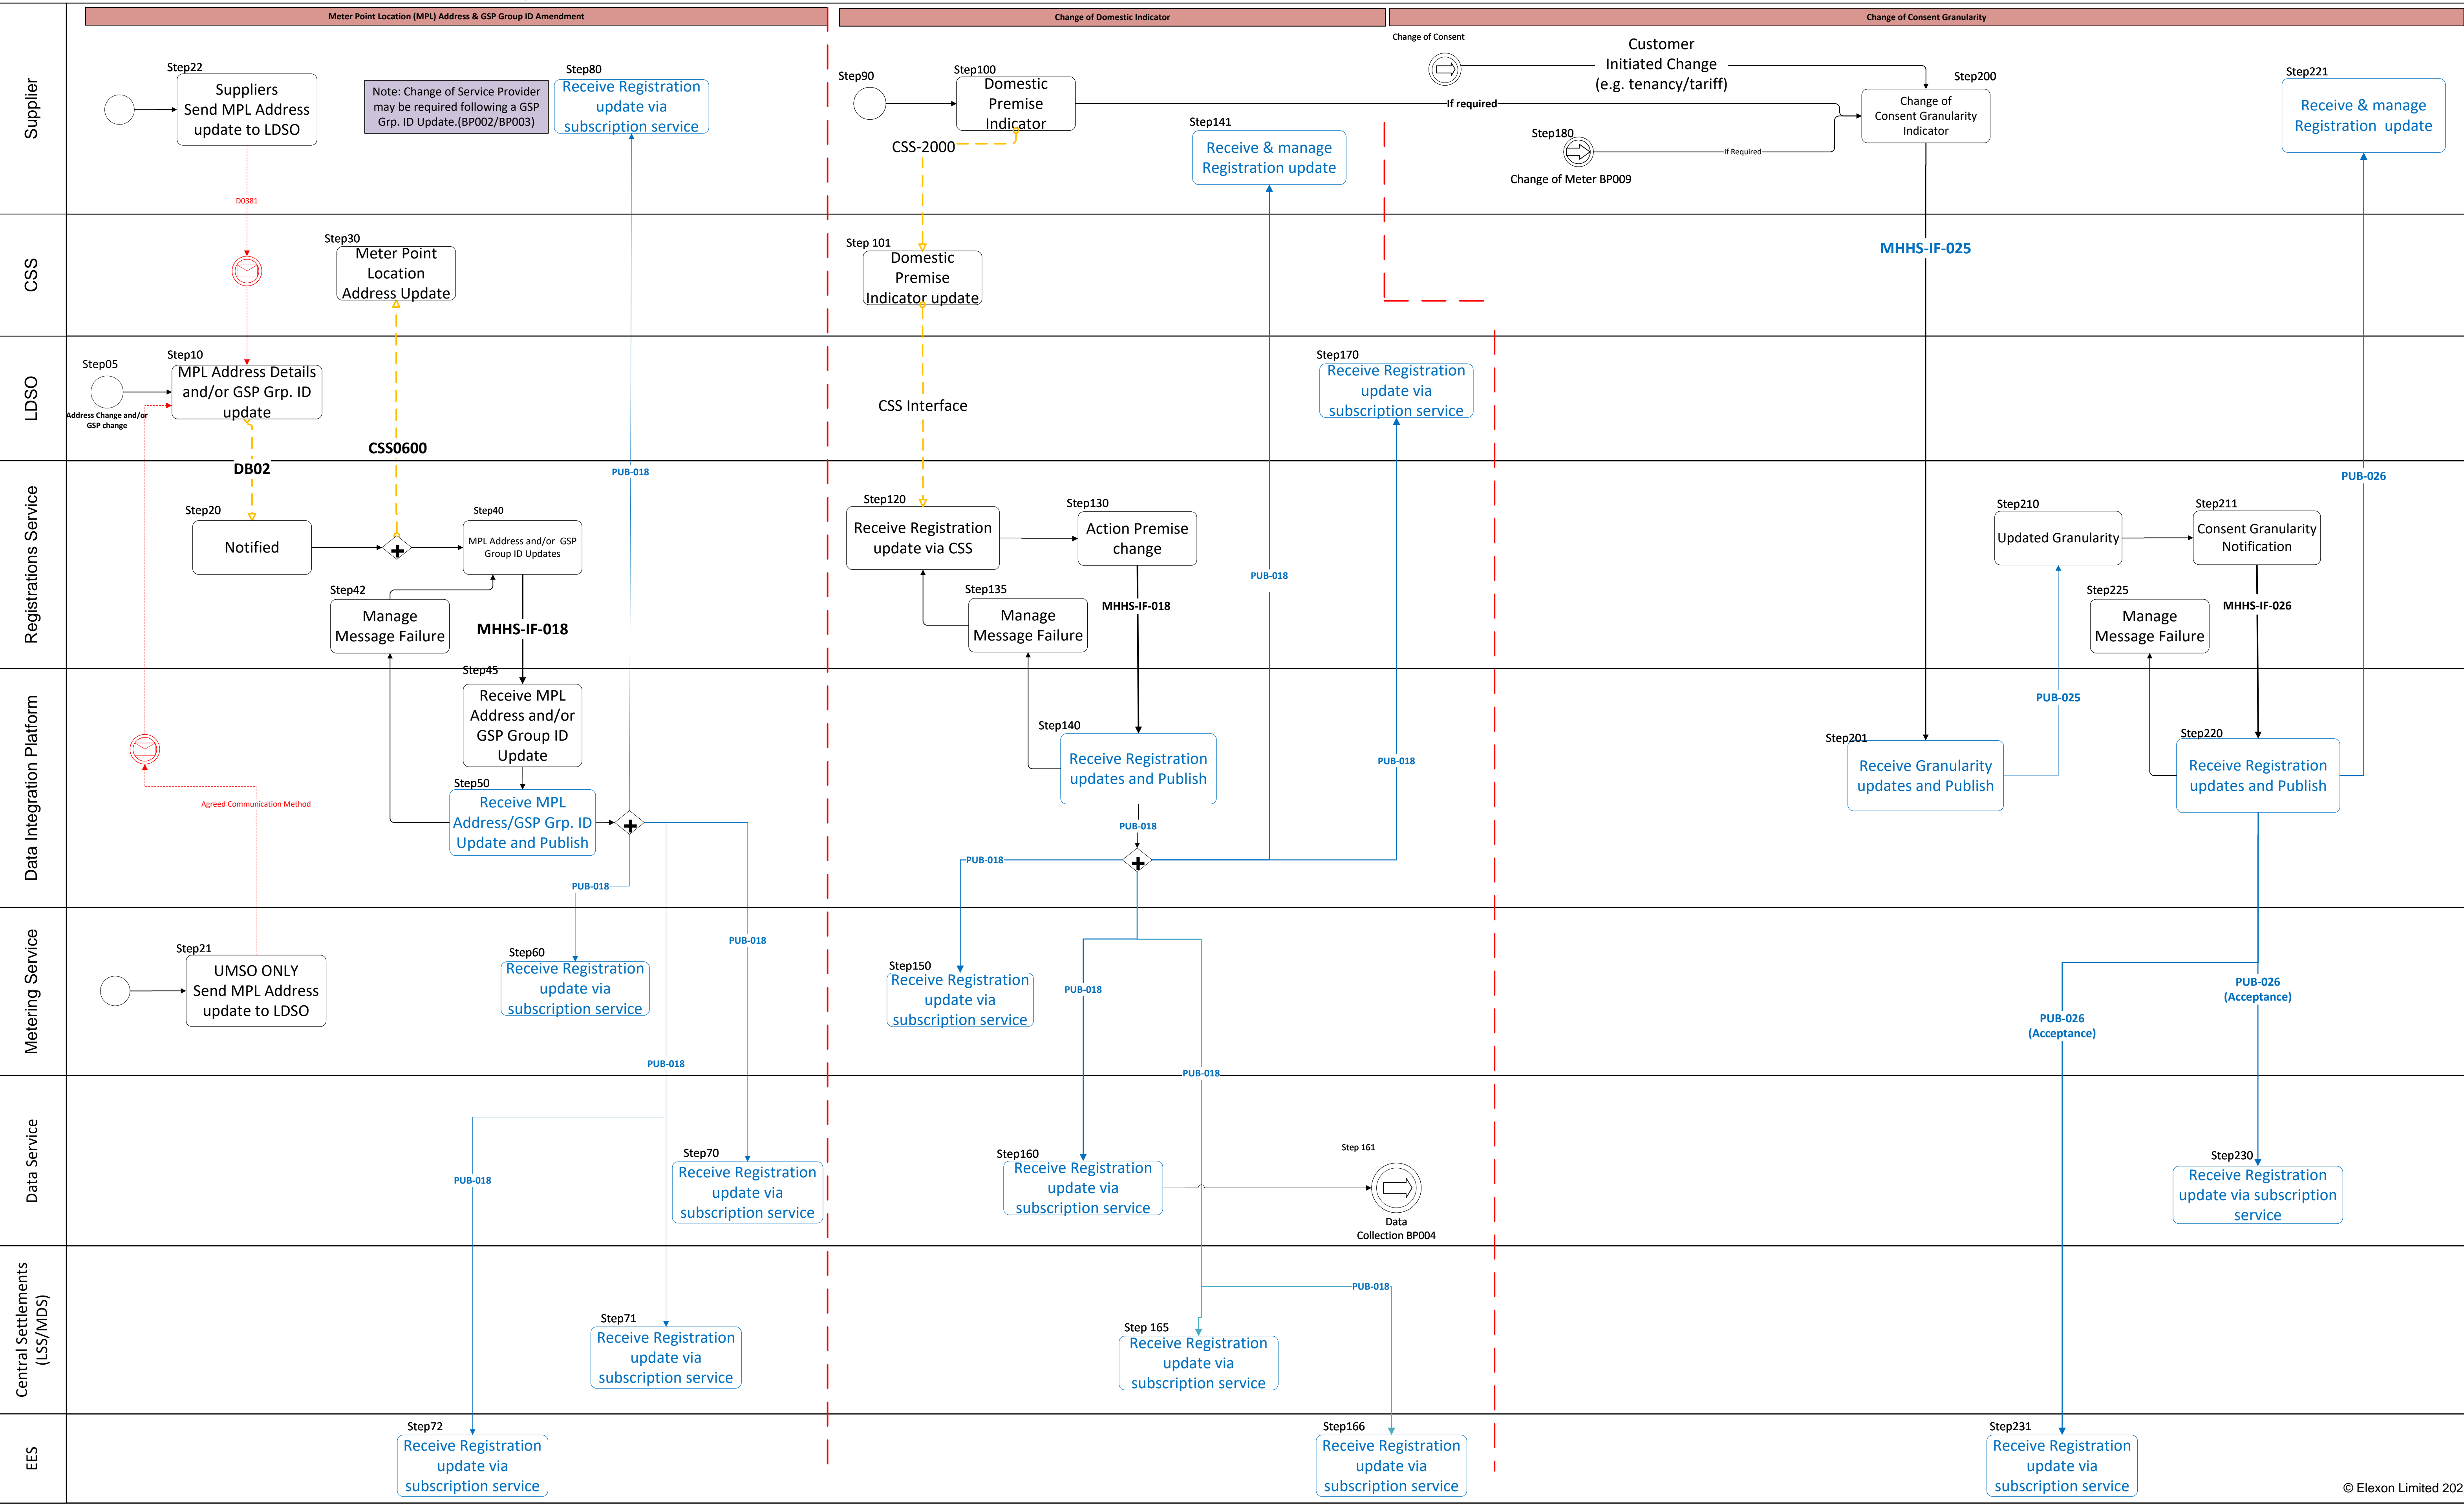 Meter Point Location (MPL) Address & GSP Group ID Amendment
Change of Domestic Indicator
Change of Consent Granularity
Supplier
Step22
Suppliers
Send MPL Address
update to LDSO
Note: Change of Service Provider
may be required following a GSP
Grp. ID Update.(BP002/BP003)
Step80
Receive Registration
update via
subscription service
D0381
Step90
Step100
Domestic
Premise
Indicator
CSS-2000
Step141
Receive & manage
Registration update
Change of Consent
Customer
Initiated Change
(e.g. tenancy/tariff)
If required
Step180
If Required
Change of Meter BP009
Step200
Change of
Consent Granularity
Indicator
Step221
Receive & manage
Registration update
CSS
Step30
Meter Point
Location
Address Update
Step 101
Domestic
Premise
Indicator update
MHHS-IF-025
LDSO
Step05
Address Change and/or
GSP change
Step10
MPL Address Details
and/or GSP Grp. ID
update
DB02
CSS0600
CSS Interface
Step170
Receive Registration
update via
subscription service
Registrations Service
PUB-018
Step20
Notified
Step40
MPL Address and/or GSP
Group ID Updates
Step42
Manage
Message Failure
MHHS-IF-018
Step120
Receive Registration
update via CSS
Step130
Action Premise
change
Step135
Manage
Message Failure
MHHS-IF-018
PUB-018
PUB-026
Step210
Updated Granularity
Step211
Consent Granularity
Notification
Step225
Manage
Message Failure
MHHS-IF-026
Data Integration Platform
Step45
Receive MPL
Address and/or
GSP Group ID
Update
Step50
Receive MPL
Address/GSP Grp. ID
Update and Publish
Agreed Communication Method
PUB-018
Step140
Receive Registration
updates and Publish
PUB-018
PUB-018
PUB-018
PUB-025
Step201
Receive Granularity
updates and Publish
Step220
Receive Registration
updates and Publish
Metering Service
Step21
UMSO ONLY
Send MPL Address
update to LDSO
Step60
Receive Registration
update via
subscription service
PUB-018
PUB-018
Step150
Receive Registration
update via
subscription service
PUB-018
PUB-018
PUB-026
(Acceptance)
PUB-026
(Acceptance)
Data Service
PUB-018
Step70
Receive Registration
update via
subscription service
Step160
Receive Registration
update via
subscription service
Step 161
Data
Collection BP004
Step230
Receive Registration
update via subscription
service
Central Settlements
(LSS/MDS)
Step71
Receive Registration
update via
subscription service
Step 165
Receive Registration
update via
subscription service
PUB-018
EES
Step72
Receive Registration
update via
subscription service
Step166
Receive Registration
update via
subscription service
Step231
Receive Registration
update via
subscription service
© Elexon Limited 202